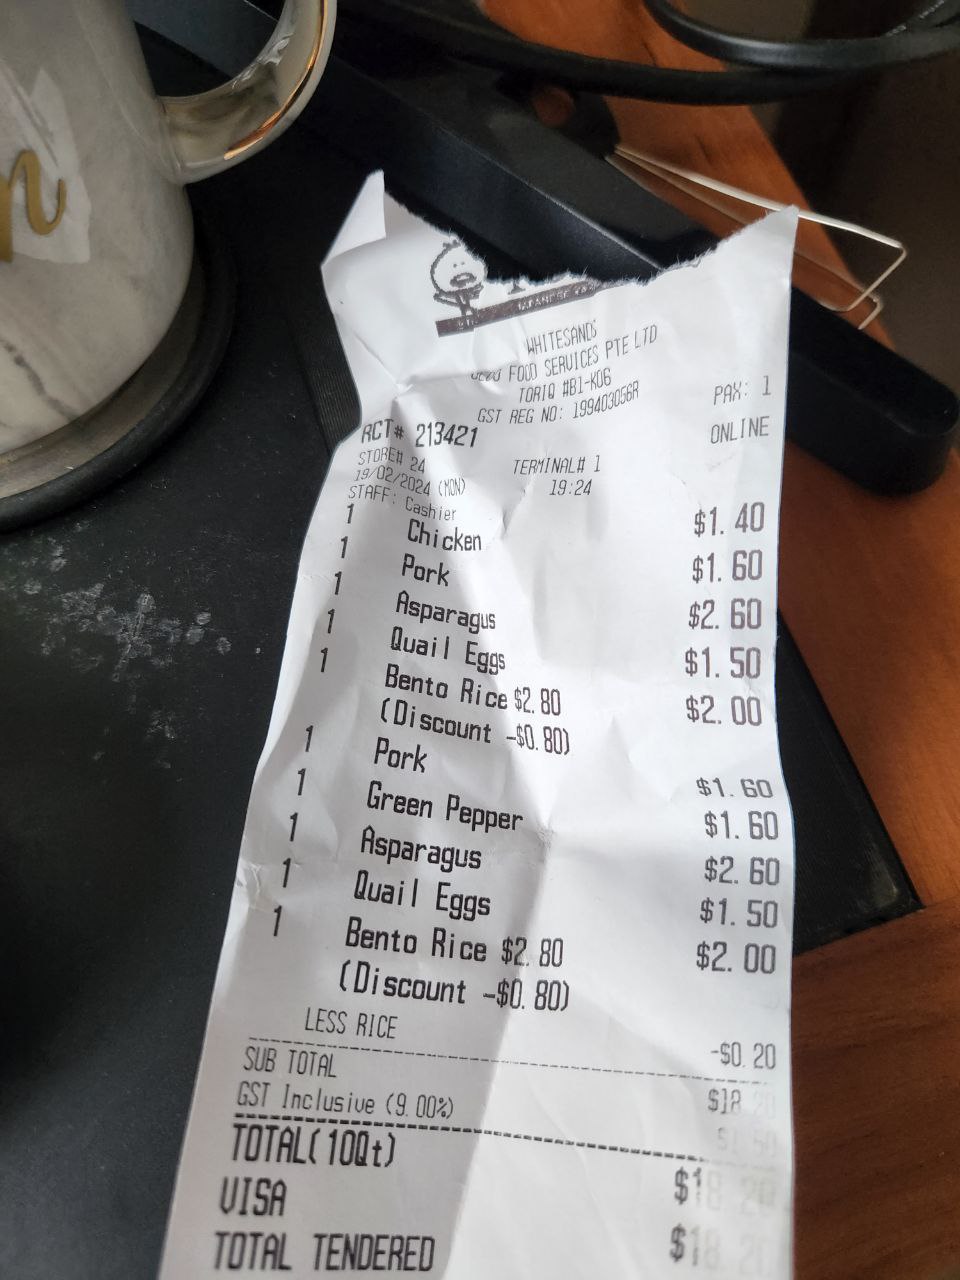 n
JAPANESE
WHITESANDS
FOOD SERVICES PTE LTD
TORIQ #B1-K06
GST REG NO: 199403056R
PAX: 1
RCT# 213421
ONLINE
STORE# 24 TERMINAL# 1
19/02/2024 (MON) 19:24
STAFF: Cashier
1 Chicken $1.40
1 Pork $1.60
1 Asparagus $2.60
1 Quail Eggs $1.50
1 Bento Rice $2.80 $2.00
(Discount -$0.80)
1 Pork $1.60
1 Green Pepper $1.60
1 Asparagus $2.60
1 Quail Eggs $1.50
1 Bento Rice $2.80 $2.00
(Discount -$0.80)
LESS RICE -$0.20
SUB TOTAL $18.20
GST Inclusive (9.00%) $1.50
TOTAL(10Qt) $18.20
VISA $18.20
TOTAL TENDERED